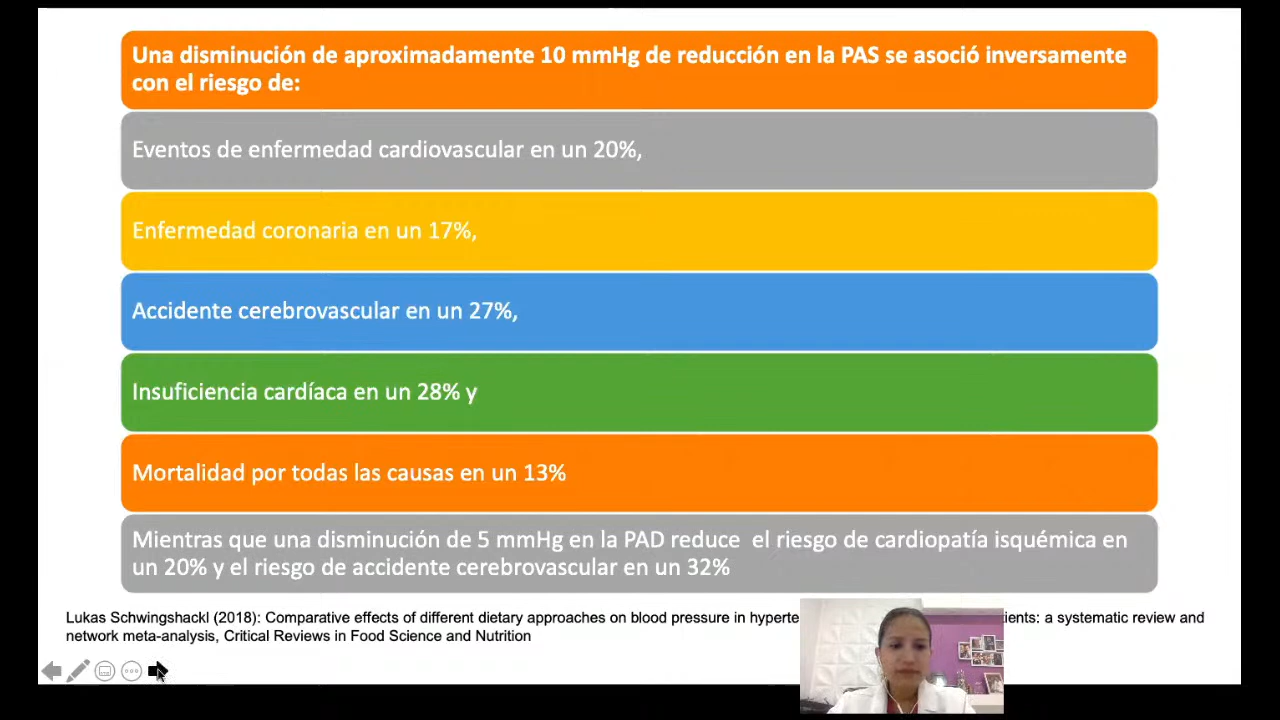 Una disminución de aproximadamente 10 mmHg de reducción en la PAS se asoció inversamente
con el riesgo de:
Eventos de enfermedad cardiovascular en un 20%,
Enfermedad coronaria en un 17%,
Accidente cerebrovascular en un 27%,
Insuficiencia cardíaca en un 28% y
Mortalidad por todas las causas en un 13%
Mientras que una disminución de 5 mmHg en la PAD reduce el riesgo de cardiopatía isquémica en
un 20% y el riesgo de accidente cerebrovascular en un 32%
Lukas Schwingshackl (2018): Comparative effects of different dietary approaches on blood pressure in : a systematic review and
network meta-analysis, Critical Reviews in Food Science and Nutrition